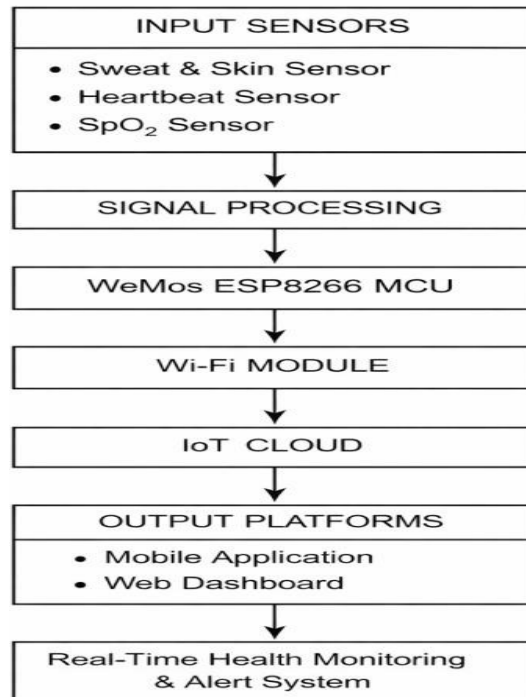 INPUT SENSORS
• Sweat & Skin Sensor
• Heartbeat Sensor
• SpO₂ Sensor
SIGNAL PROCESSING
WeMos ESP8266 MCU
Wi-Fi MODULE
IoT CLOUD
OUTPUT PLATFORMS
• Mobile Application
• Web Dashboard
Real-Time Health Monitoring
& Alert System